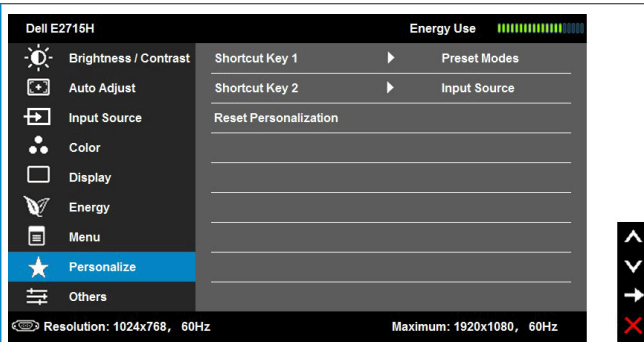 Dell E2715H Energy Use
Brightness / Contrast Shortcut Key 1 Preset Modes
Auto Adjust Shortcut Key 2 Input Source
Input Source Reset Personalization
Color
Display
Energy
Menu
Personalize
Others
Resolution: 1024x768, 60Hz Maximum: 1920x1080, 60Hz